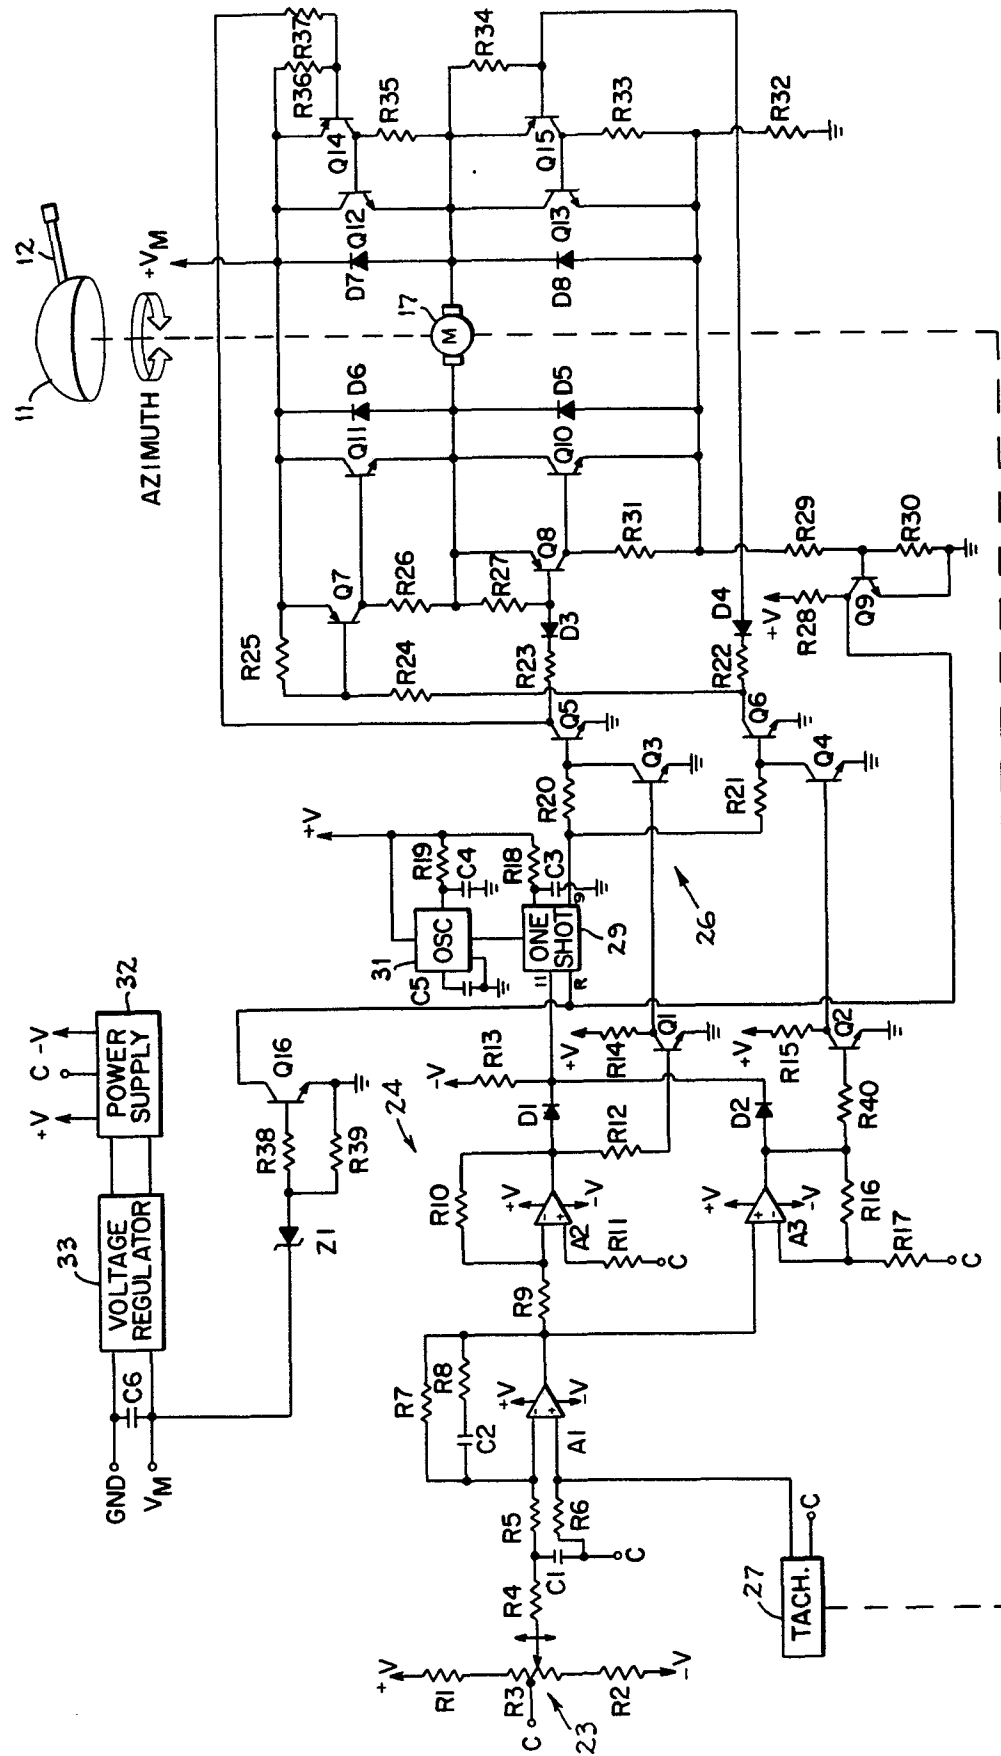 11
12
AZIMUTH
+VM
17
M
R37
R36
Q14
R35
R34
Q15
R33
R32
Q12
D7
Q13
D8
D6
Q11
D5
Q10
Q7
R26
R27
Q8
R31
R29
R30
R25
R24
R23
D3
D4
R22
+V
R28
Q9
Q5
Q6
Q3
Q4
R20
R21
+V
R19
C4
R18
C3
OSC
31
C5
ONE
SHOT
29
9
11
R
26
GND
VM
C6
33
VOLTAGE
REGULATOR
32
POWER
SUPPLY
+V
C
-V
Q16
R38
R39
Z1
24
-V
R13
D1
+V
R14
Q1
R12
+V
R15
Q2
D2
R40
R10
+V
-V
-
+
A2
R11
C
R9
+V
-V
+
-
A3
R16
R17
C
R7
R8
C2
+V
-V
-
+
A1
R5
R6
C1
C
R4
+V
R1
R3
C
R2
-V
23
27
TACH.
C